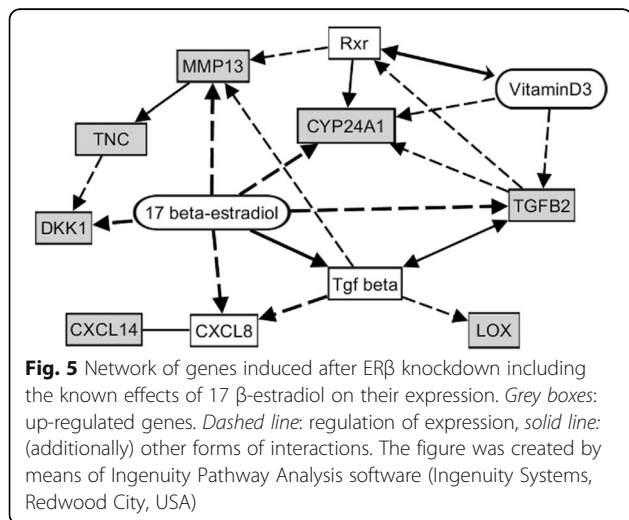 Rxr
MMP13
VitaminD3
CYP24A1
TNC
TGFB2
17 beta-estradiol
DKK1
Tgf beta
CXCL14
CXCL8
LOX
Fig. 5 Network of genes induced after ERβ knockdown including
the known effects of 17 β-estradiol on their expression. Grey boxes:
up-regulated genes. Dashed line: regulation of expression, solid line:
(additionally) other forms of interactions. The figure was created by
means of Ingenuity Pathway Analysis software (Ingenuity Systems,
Redwood City, USA)